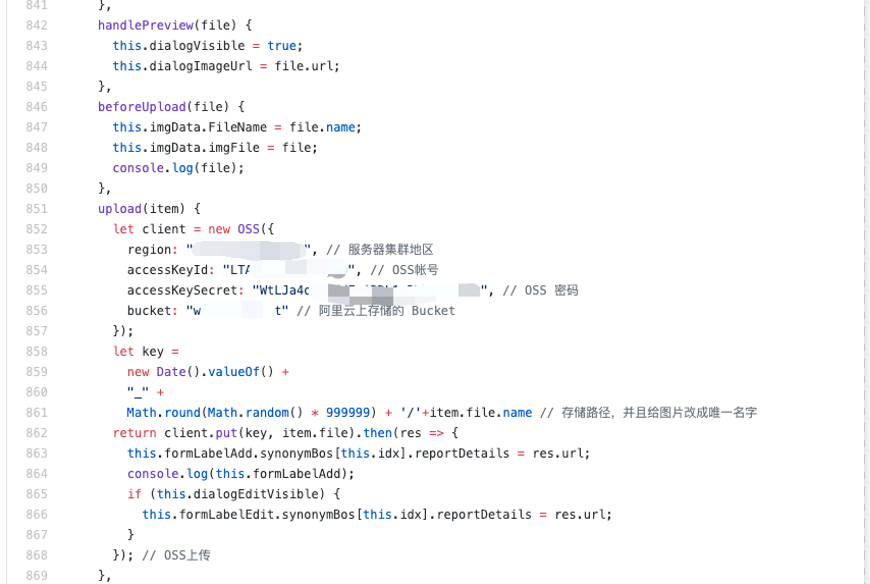 841 },
842 handlePreview(file) {
843 this.dialogVisible = true;
844 this.dialogImageUrl = file.url;
845 },
846 beforeUpload(file) {
847 this.imgData.FileName = file.name;
848 this.imgData.imgFile = file;
849 console.log(file);
850 },
851 upload(item) {
852 let client = new OSS({
853 region: "", // 服务器集群地区
854 accessKeyId: "LTA", // OSS帐号
855 accessKeySecret: "WtLJa4", // OSS 密码
856 bucket: "w t" // 阿里云上存储的 Bucket
857 });
858 let key =
859 new Date().valueOf() +
860 "_" +
861 Math.round(Math.random() * 999999) + '/'+item.file.name // 存储路径，并且给图片改成唯一名字
862 return client.put(key, item.file).then(res => {
863 this.formLabelAdd.synonymBos[this.idx].reportDetails = res.url;
864 console.log(this.formLabelAdd);
865 if (this.dialogEditVisible) {
866 this.formLabelEdit.synonymBos[this.idx].reportDetails = res.url;
867 }
868 }); // OSS上传
869 },